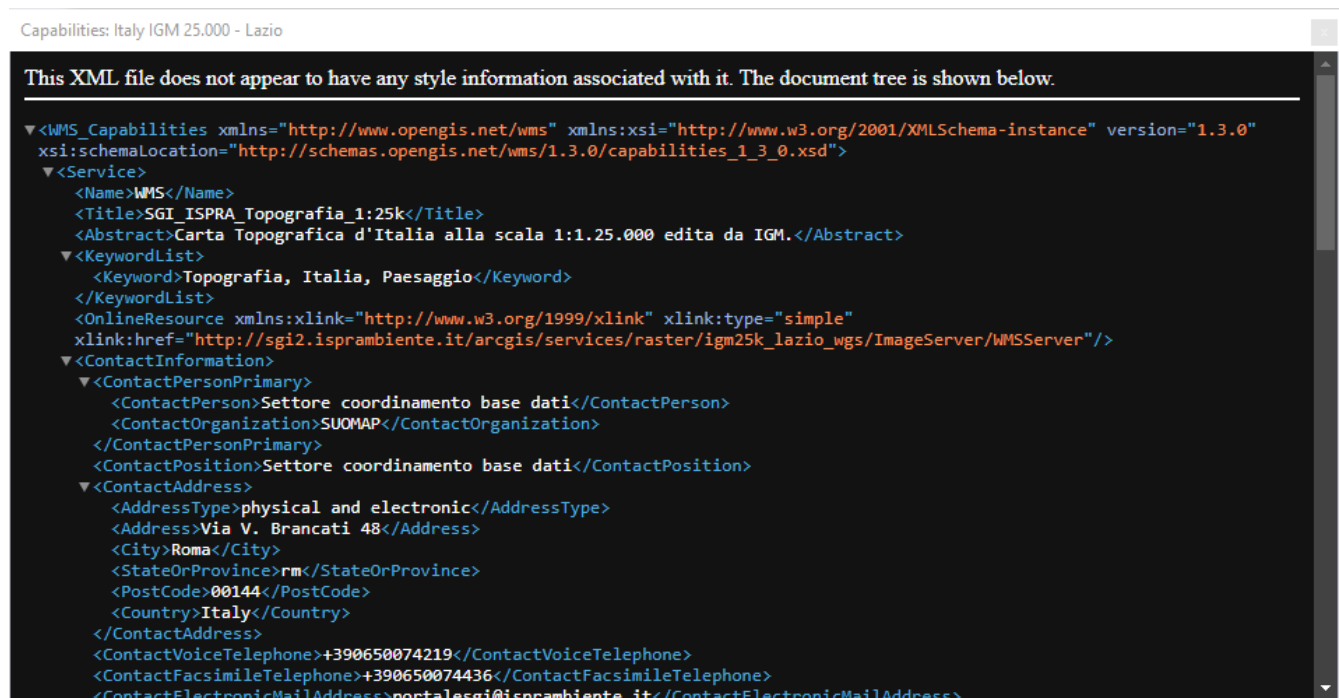 Capabilities: Italy IGM 25.000 - Lazio
This XML file does not appear to have any style information associated with it. The document tree is shown below.
▼<WMS_Capabilities xmlns="http://www.opengis.net/wms" xmlns:xsi="http://www.w3.org/2001/XMLSchema-instance" version="1.3.0"
xsi:schemaLocation="http://schemas.opengis.net/wms/1.3.0/capabilities_1_3_0.xsd">
▼<Service>
<Name>WMS</Name>
<Title>SGI_ISPRA_Topografia_1:25k</Title>
<Abstract>Carta Topografica d'Italia alla scala 1:1.25.000 edita da IGM.</Abstract>
▼<KeywordList>
<Keyword>Topografia, Italia, Paesaggio</Keyword>
</KeywordList>
<OnlineResource xmlns:xlink="http://www.w3.org/1999/xlink" xlink:type="simple"
xlink:href="http://sgi2.isprambiente.it/arcgis/services/raster/igm25k_lazio_wgs/ImageServer/WMSServer"/>
▼<ContactInformation>
▼<ContactPersonPrimary>
<ContactPerson>Settore coordinamento base dati</ContactPerson>
<ContactOrganization>SUOMAP</ContactOrganization>
</ContactPersonPrimary>
<ContactPosition>Settore coordinamento base dati</ContactPosition>
▼<ContactAddress>
<AddressType>physical and electronic</AddressType>
<Address>Via V. Brancati 48</Address>
<City>Roma</City>
<StateOrProvince>rm</StateOrProvince>
<PostCode>00144</PostCode>
<Country>Italy</Country>
</ContactAddress>
<ContactVoiceTelephone>+390650074219</ContactVoiceTelephone>
<ContactFacsimileTelephone>+390650074436</ContactFacsimileTelephone>
<ContactElectronicMailAddress>portalesgi@isprambiente.it</ContactElectronicMailAddress>